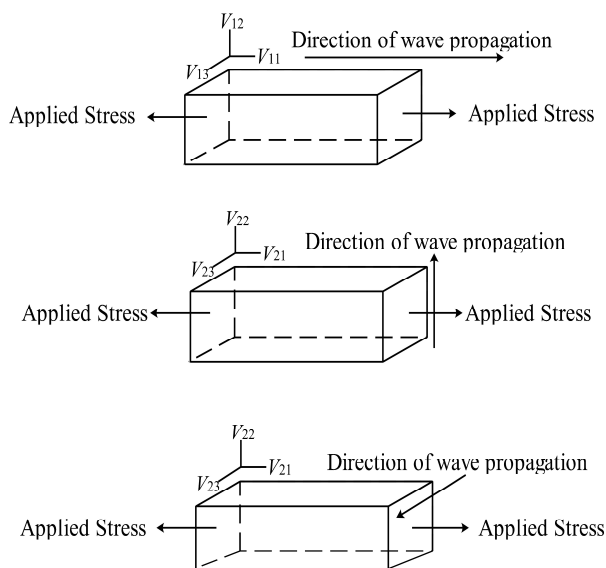 V12
Direction of wave propagation
V11
V13
Applied Stress
Applied Stress
V22
Direction of wave propagation
V21
V23
Applied Stress
Applied Stress
V22
Direction of wave propagation
V21
V23
Applied Stress
Applied Stress